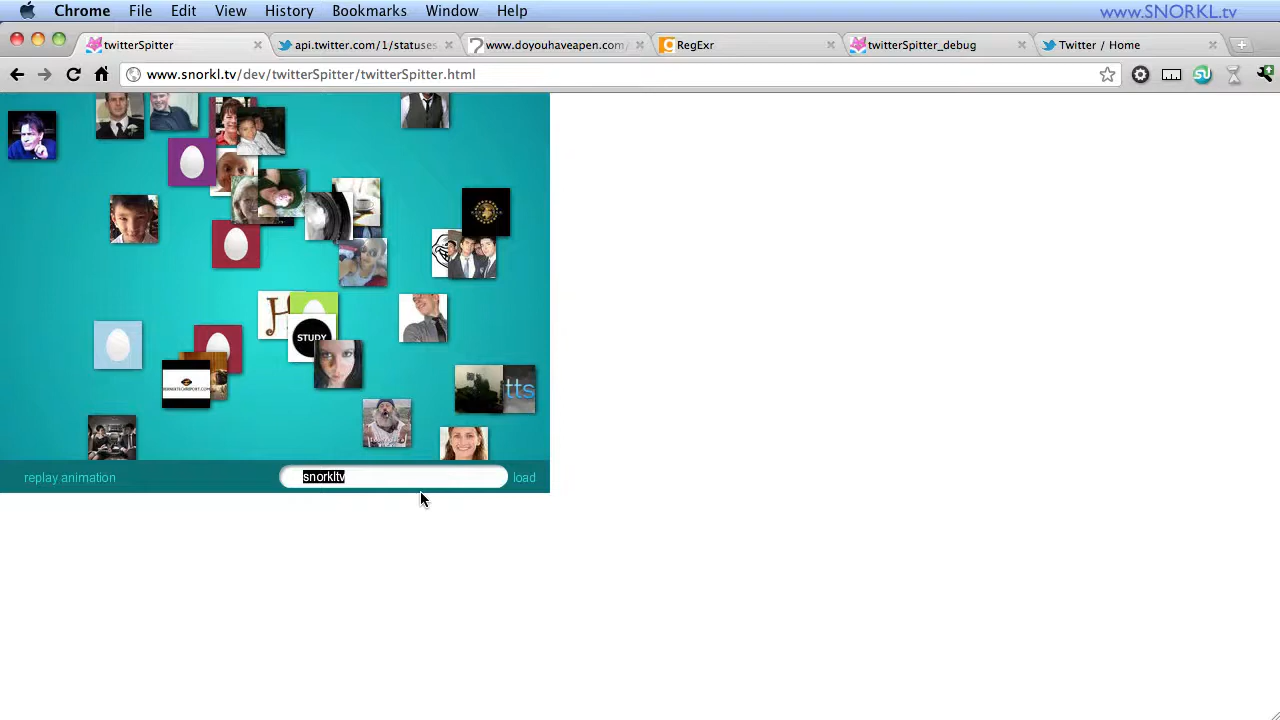 Chrome File Edit View History Bookmarks Window Help www.SNORKL.tv
twitterSpitter api.twitter.com/1/statuses www.doyouhaveapen.com/ RegExr twitterSpitter_debug Twitter / Home
www.snorkl.tv/dev/twitterSpitter/twitterSpitter.html
H
STUDY
tts
replay animation snorkltv load